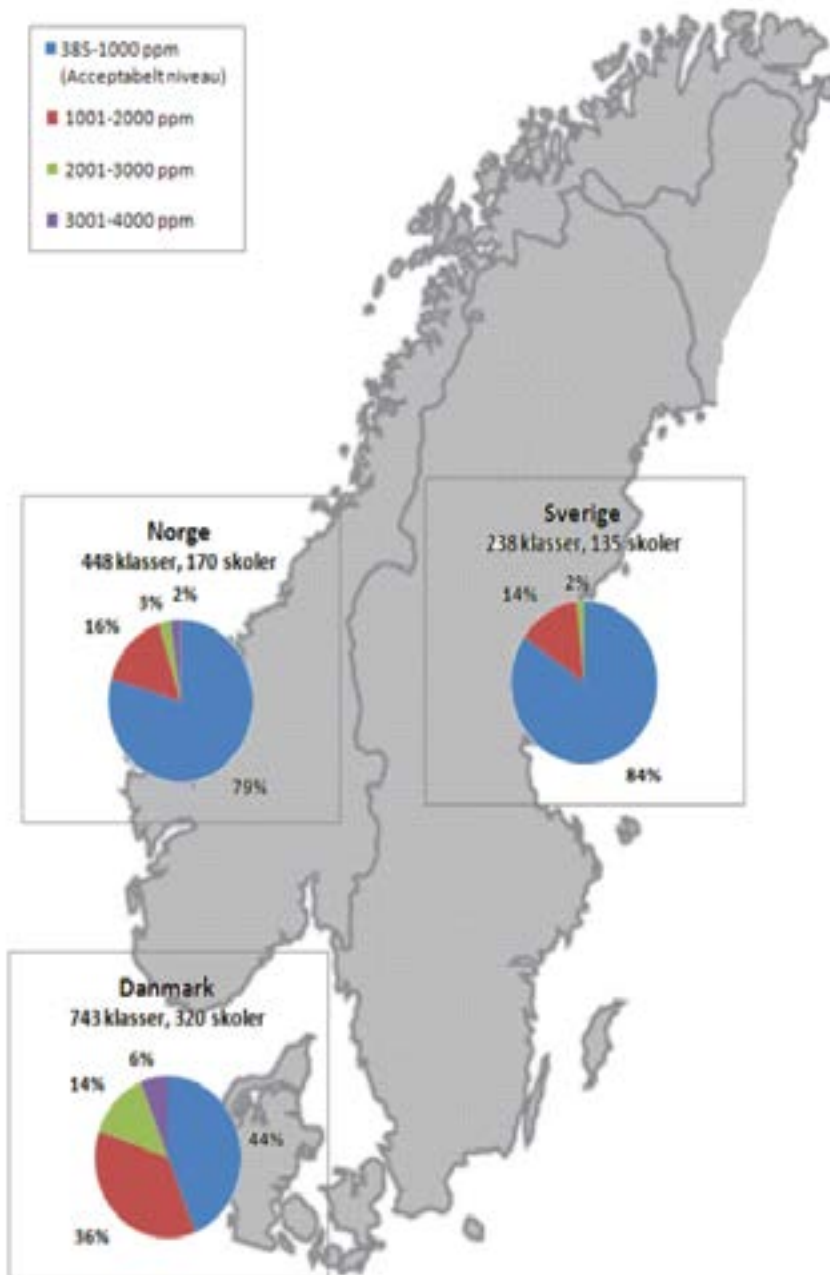 385-1000 ppm
(Acceptabelt niveau)
1001-2000 ppm
2001-3000 ppm
3001-4000 ppm
Norge
448 klasser, 170 skoler
3% 2%
16%
79%
Sverige
238 klasser, 135 skoler
14% 2%
84%
Danmark
743 klasser, 320 skoler
6%
14%
44%
36%